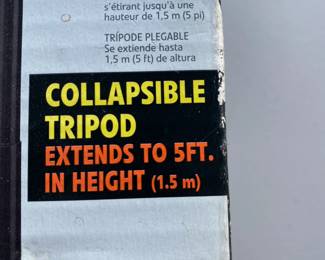 s'étirant jusqu'à une
hauteur de 1,5 m (5 pi)
TRÍPODE PLEGABLE
Se extiende hasta
1,5 m (5 ft) de altura
COLLAPSIBLE
TRIPOD
EXTENDS TO 5FT.
IN HEIGHT (1.5 m)